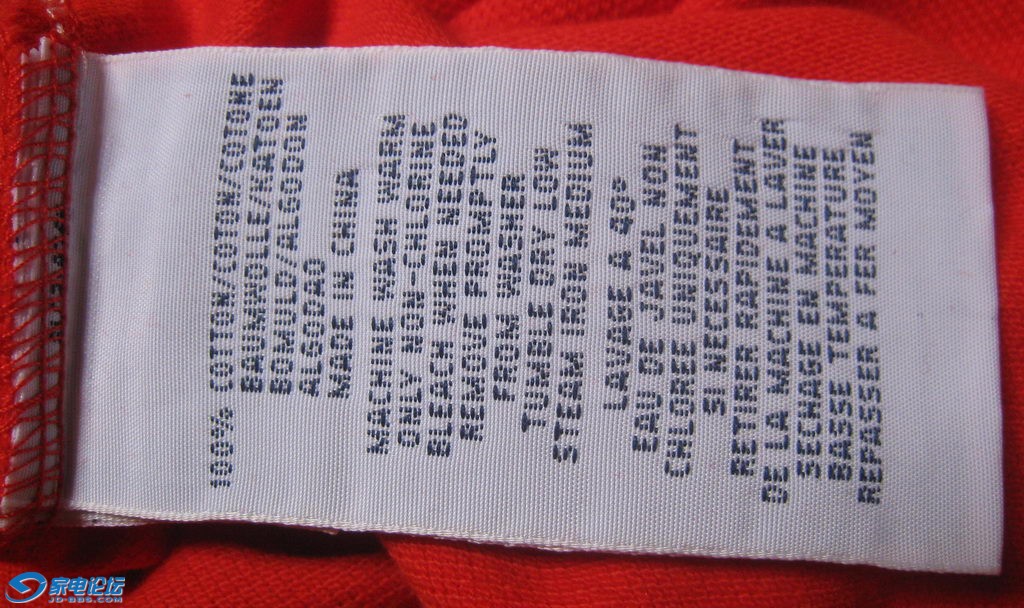 100% COTTON/COTON/COTONE
BAUMWOLLE/KATOEN
BOMULD/ALGODON
ALGODAO
MADE IN CHINA
MACHINE WASH WARM
ONLY NON-CHLORINE
BLEACH WHEN NEEDED
REMOVE PROMPTLY
FROM WASHER
TUMBLE DRY LOW
STEAM IRON MEDIUM
LAVAGE A 40°
EAU DE JAVEL NON
CHLOREE UNIQUEMENT
SI NECESSAIRE
RETIRER RAPIDEMENT
DE LA MACHINE A LAVER
SECHAGE EN MACHINE
BASSE TEMPERATURE
REPASSER A FER MOYEN
家电论坛
JD-BBS.COM